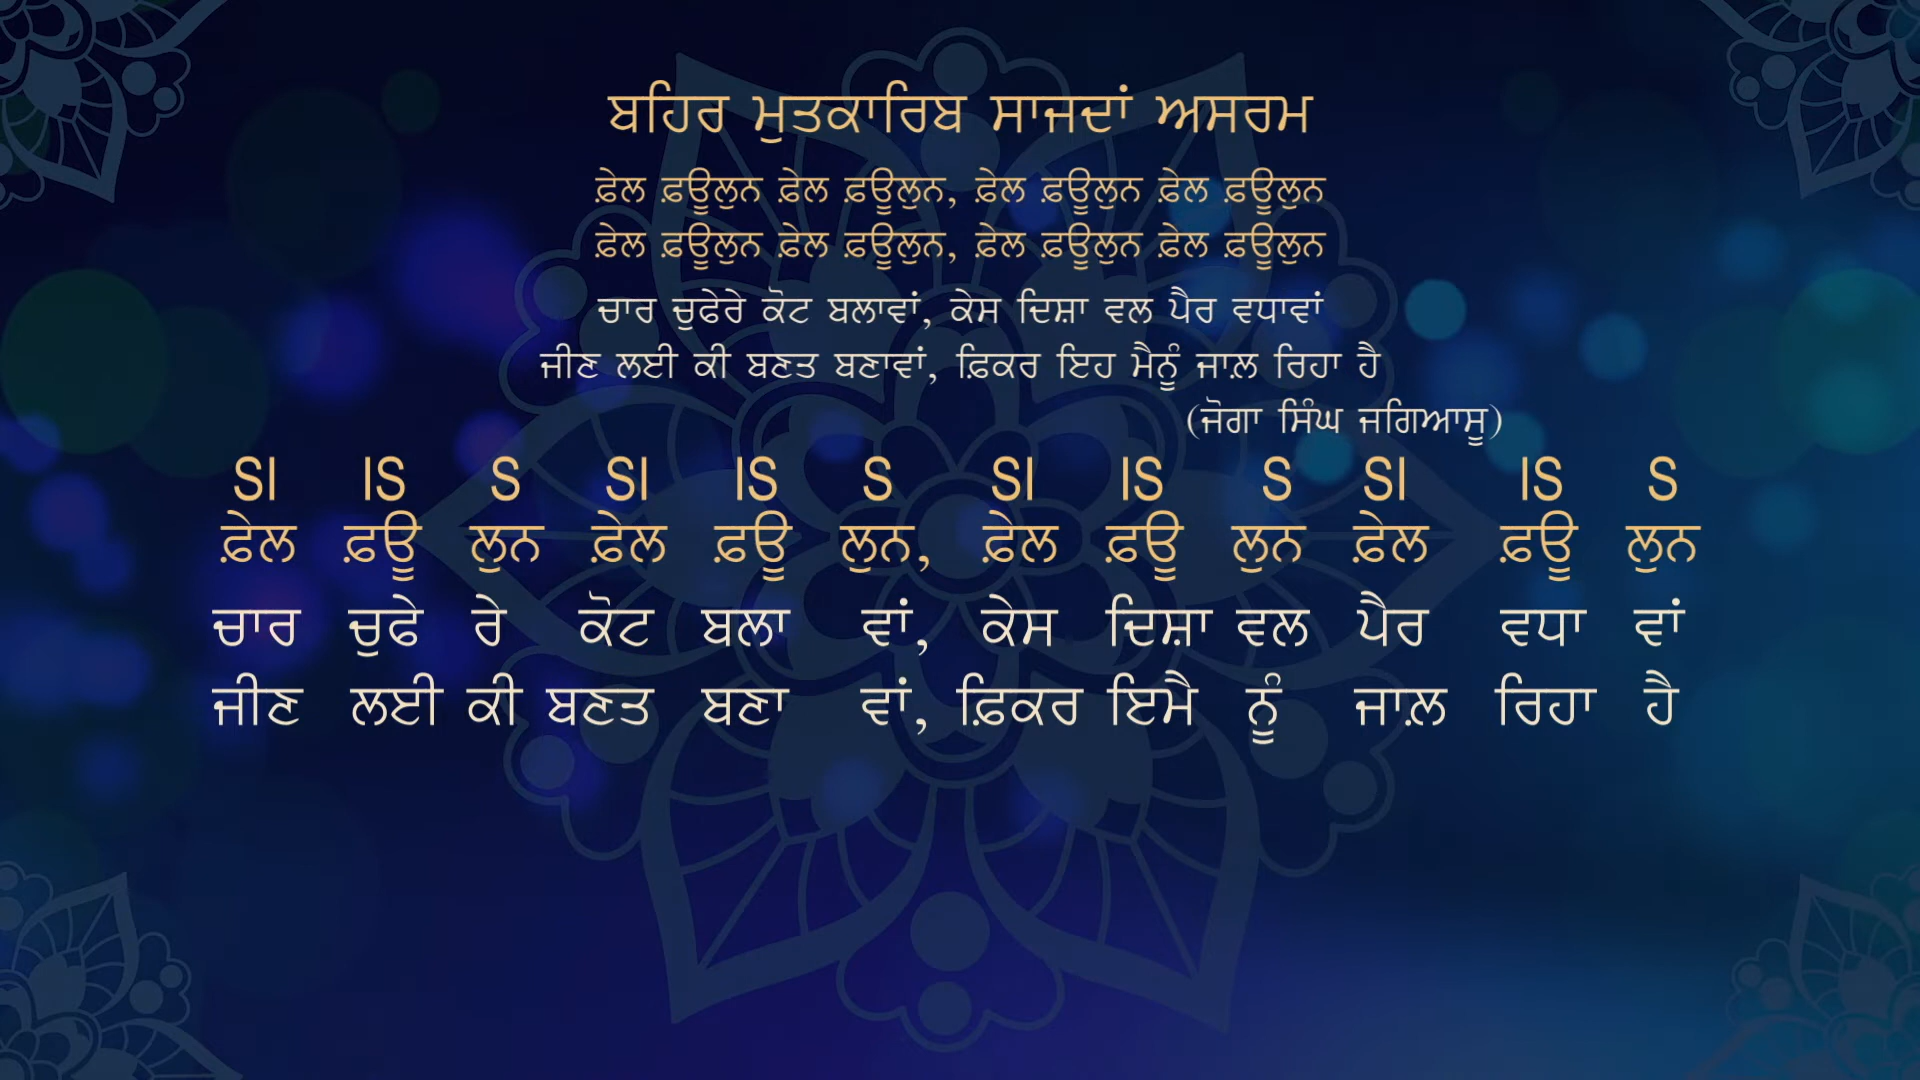 ਬਹਿਰ ਮੁਤਕਾਰਿਬ ਸਾਜਦਾਂ ਅਸਰਮ
ਫ਼ੇਲ ਫ਼ਊਲੁਨ ਫ਼ੇਲ ਫ਼ਊਲੁਨ, ਫ਼ੇਲ ਫ਼ਊਲੁਨ ਫ਼ੇਲ ਫ਼ਊਲੁਨ
ਫ਼ੇਲ ਫ਼ਊਲੁਨ ਫ਼ੇਲ ਫ਼ਊਲੁਨ, ਫ਼ੇਲ ਫ਼ਊਲੁਨ ਫ਼ੇਲ ਫ਼ਊਲੁਨ
ਚਾਰ ਚੁਫੇਰੇ ਕੋਟ ਬਲਾਵਾਂ, ਕੇਸ ਦਿਸ਼ਾ ਵਲ ਪੈਰ ਵਧਾਵਾਂ
ਜੀਣ ਲਈ ਕੀ ਬਣਤ ਬਣਾਵਾਂ, ਫ਼ਿਕਰ ਇਹ ਮੈਨੂੰ ਜਾਲ਼ ਰਿਹਾ ਹੈ
(ਜੋਗਾ ਸਿੰਘ ਜਗਿਆਸੂ)
SI IS S SI IS S SI IS S SI IS S
ਫ਼ੇਲ ਫ਼ਊ ਲੁਨ ਫ਼ੇਲ ਫ਼ਊ ਲੁਨ, ਫ਼ੇਲ ਫ਼ਊ ਲੁਨ ਫ਼ੇਲ ਫ਼ਊ ਲੁਨ
ਚਾਰ ਚੁਫੇ ਰੇ ਕੋਟ ਬਲਾ ਵਾਂ, ਕੇਸ ਦਿਸ਼ਾ ਵਲ ਪੈਰ ਵਧਾ ਵਾਂ
ਜੀਣ ਲਈ ਕੀ ਬਣਤ ਬਣਾ ਵਾਂ, ਫ਼ਿਕਰ ਇਮੈ ਨੂੰ ਜਾਲ਼ ਰਿਹਾ ਹੈ